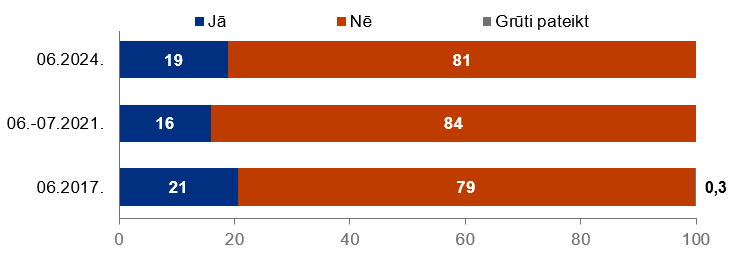 Jā Nē Grūti pateikt
06.2024. 19 81
06.-07.2021. 16 84
06.2017. 21 79 0,3
0 20 40 60 80 100